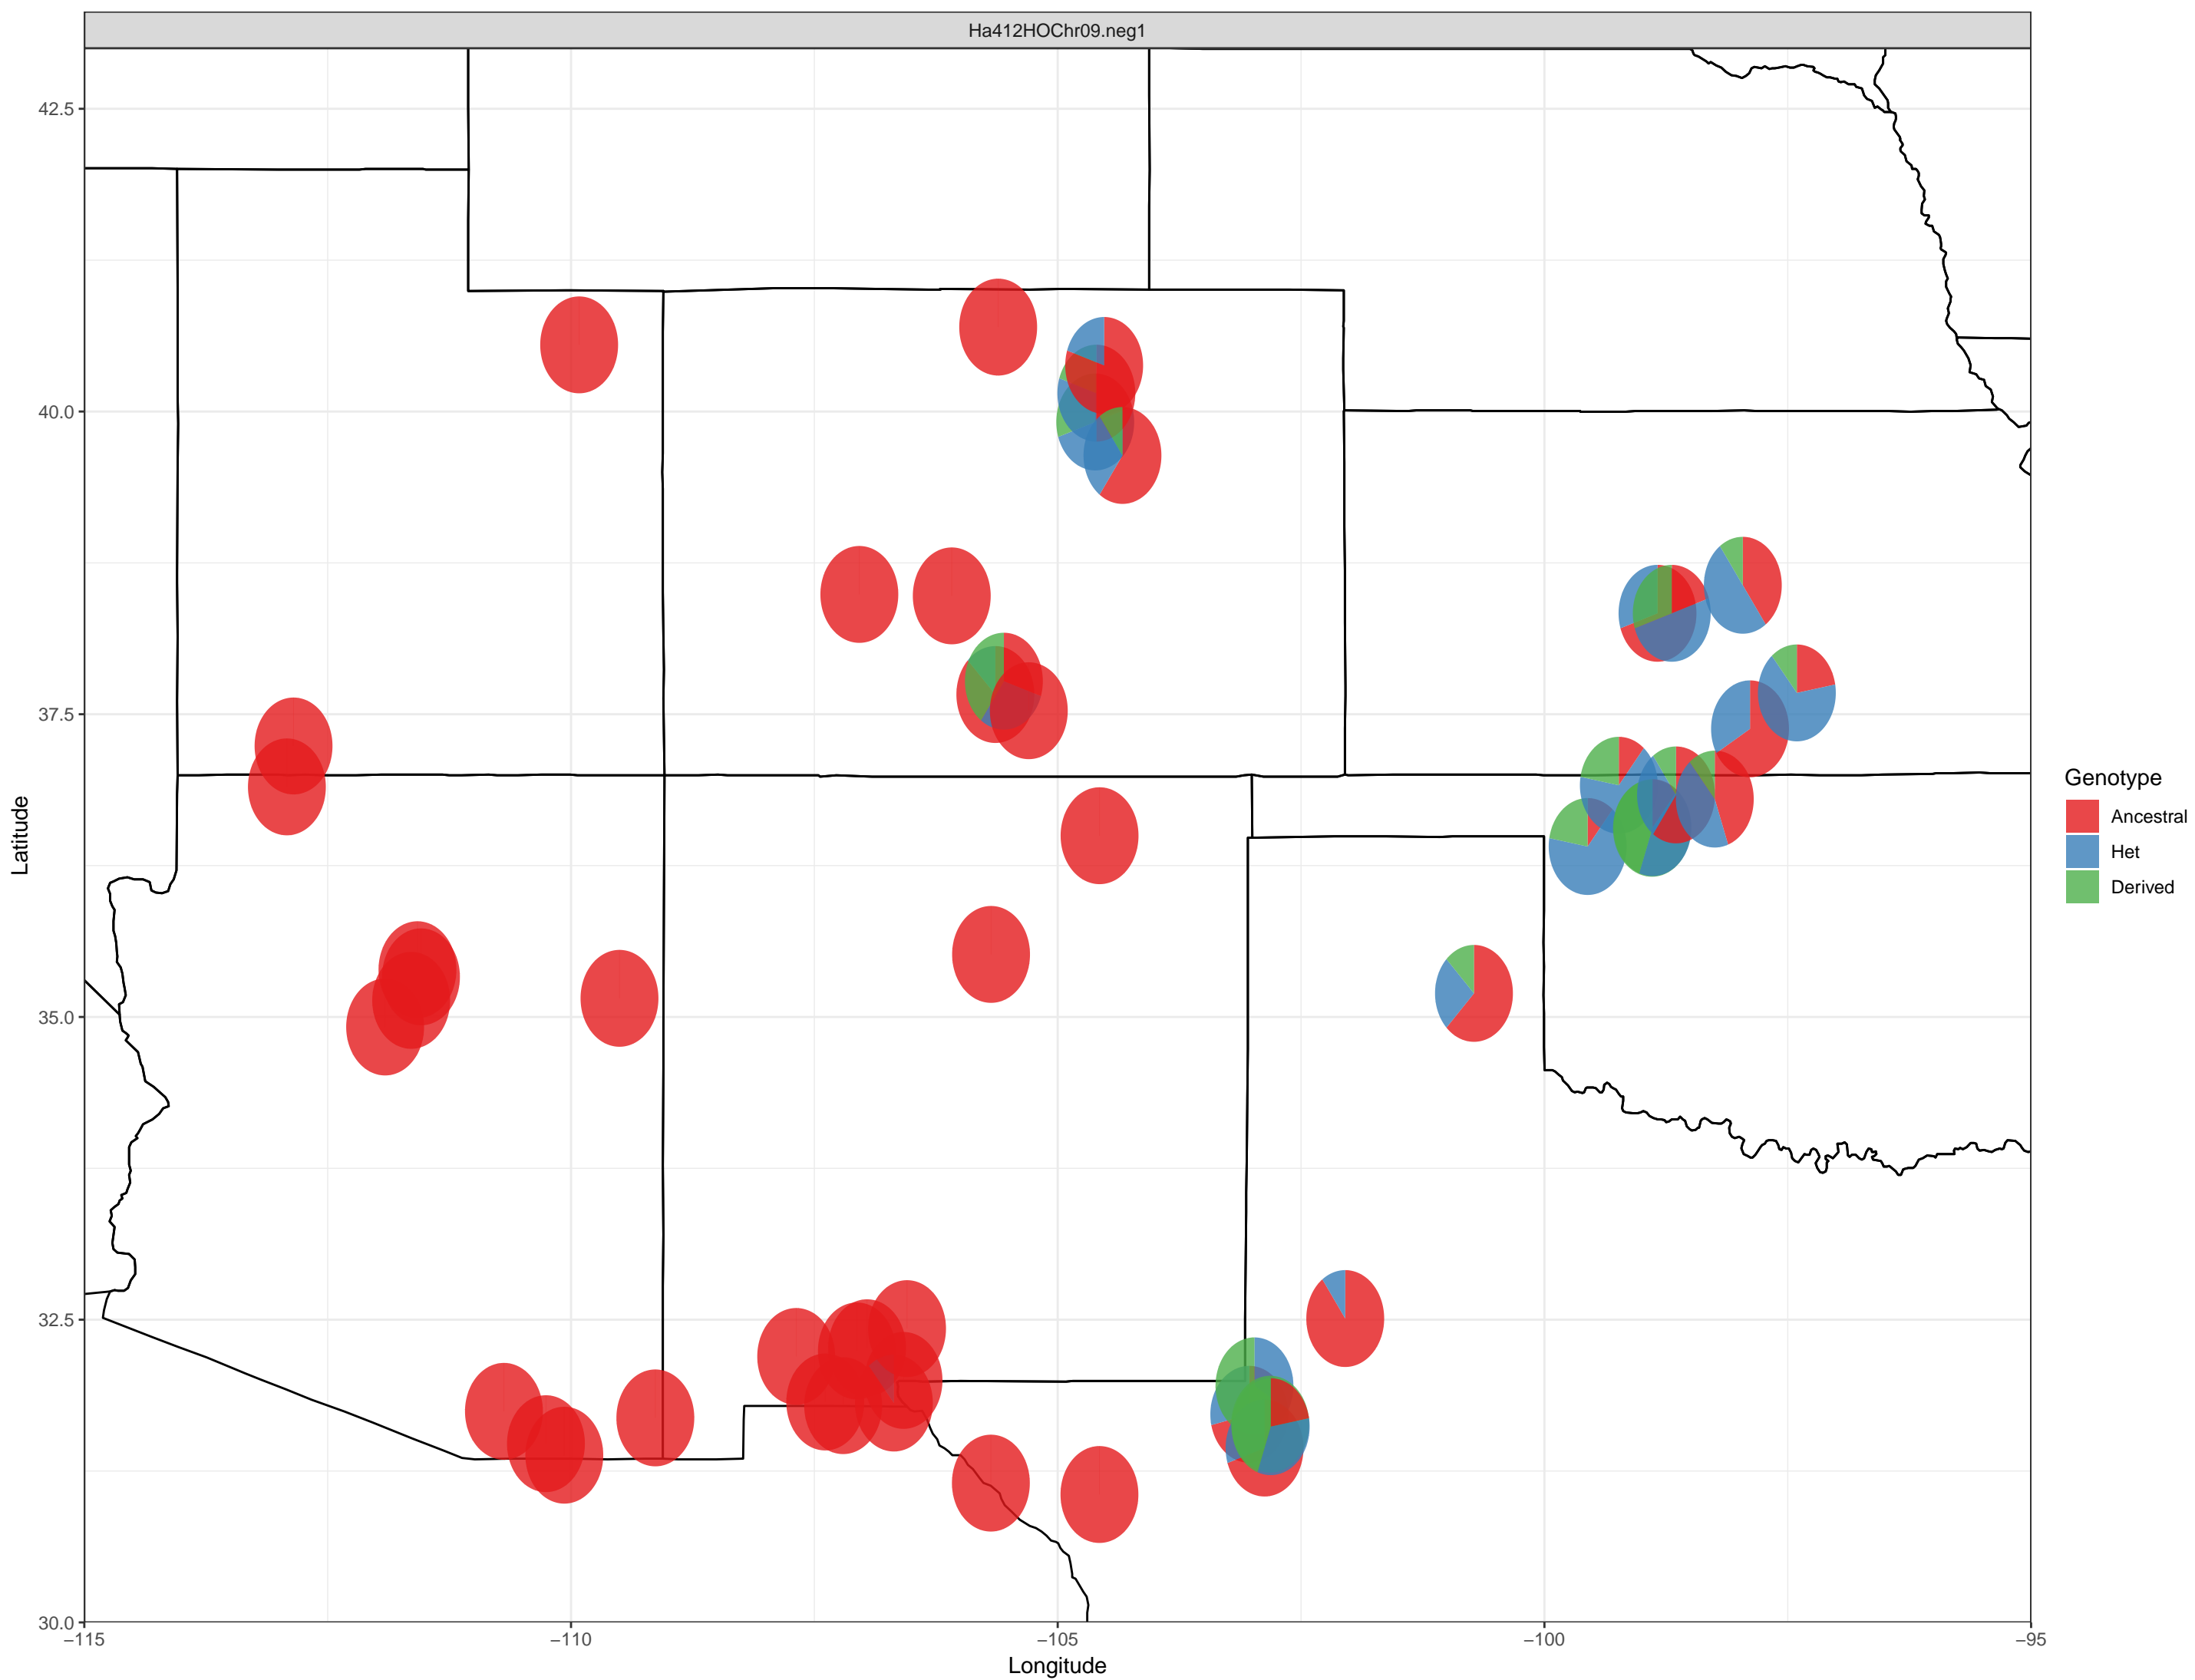 Ha412HOChr09.neg1
42.5
40.0
37.5
35.0
32.5
30.0
Latitude
−115
−110
−105
−100
−95
Longitude
Genotype
Ancestral
Het
Derived